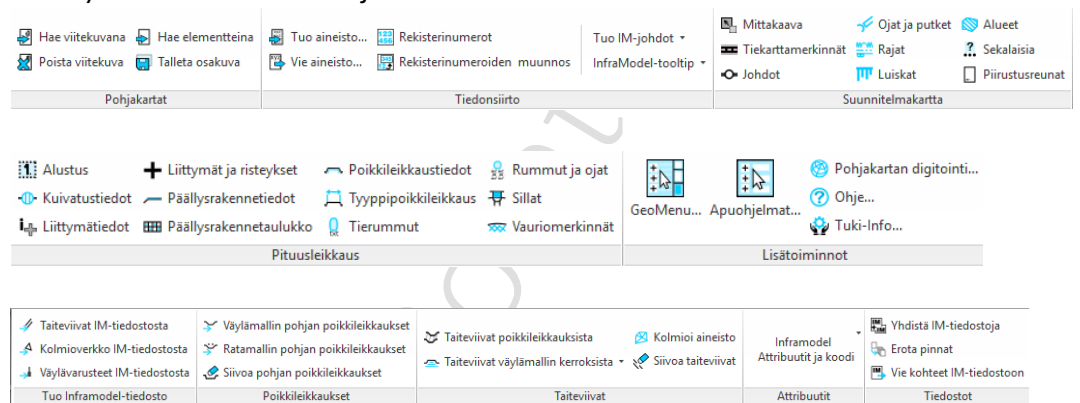 Hae viitekuvana Hae elementteina Tuo aineisto... Rekisterinumerot Tuo IM-johdot Mittakaava Ojat ja putket Alueet
Poista viitekuva Talleta osakuva Vie aineisto... Rekisterinumeroiden muunnos InfraModel-tooltip Tiekarttamerkinnät Rajat Sekalaisia
Johdot Luiskat Piirustusreunat
Pohjakartat Tiedonsiirto Suunnitelmakartta
Alustus Liittymät ja risteykset Poikkileikkaustiedot Rummut ja ojat
Kuivatustiedot Päällysrakennetiedot Tyyppipoikkileikkaus Sillat
Liittymätiedot Päällysrakennetaulukko Tierummut Vauriomerkinnät
GeoMenu... Apuohjelmat... Pohjakartan digitointi...
Ohje...
Tuki-Info...
Pituusleikkaus Lisätoiminnot
Taiteviivat IM-tiedostosta Väylämallin pohjan poikkileikkaukset Taiteviivat poikkileikkauksista Kolmioi aineisto Inframodel Yhdistä IM-tiedostoja
Kolmioverkko IM-tiedostosta Ratamallin pohjan poikkileikkaukset Taiteviivat väylämallin kerroksista Siivoa taiteviivat Attribuutit ja koodi Erota pinnat
Väylävarusteet IM-tiedostosta Siivoa pohjan poikkileikkaukset Vie kohteet IM-tiedostoon
Tuo Inframodel-tiedosto Poikkileikkaukset Taiteviivat Attribuutit Tiedostot